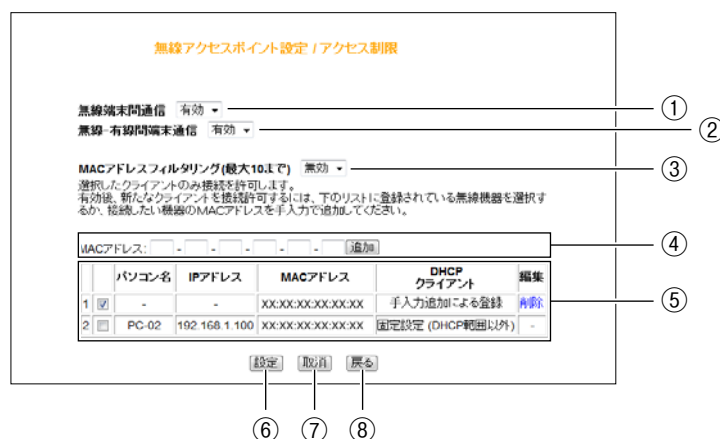 無線アクセスポイント設定 / アクセス制限
無線端末間通信 有効 ①
無線-有線間端末通信 有効 ②
MACアドレスフィルタリング(最大10まで) 無効 ③
選択したクライアントのみ接続を許可します。
有効後、新たなクライアントを接続許可するには、下のリストに登録されている無線機器を選択す
るか、接続したい機器のMACアドレスを手入力で追加してください。
MACアドレス: - - - - - 追加 ④
パソコン名 IPアドレス MACアドレス DHCP クライアント 編集 ⑤
1 - - XX:XX:XX:XX:XX:XX 手入力追加による登録 削除
2 PC-02 192.168.1.100 XX:XX:XX:XX:XX:XX 固定設定 (DHCP範囲以外) -
設定 取消 戻る
⑥ ⑦ ⑧